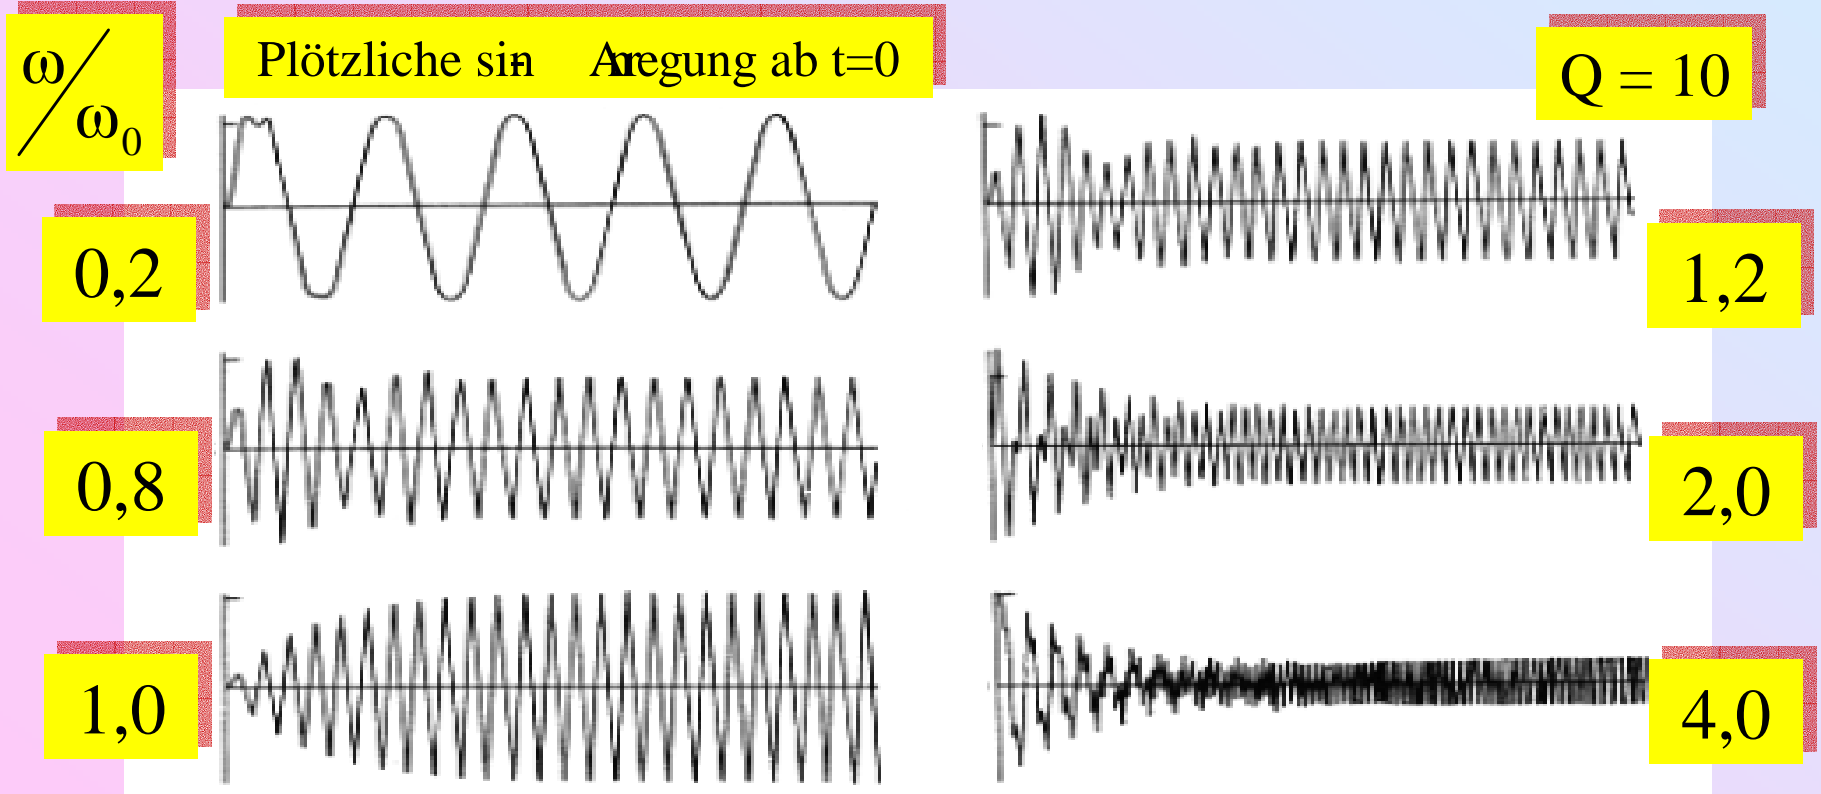 ω/ω₀
Plötzliche sin- Anregung ab t=0
Q = 10
0,2
1,2
0,8
2,0
1,0
4,0